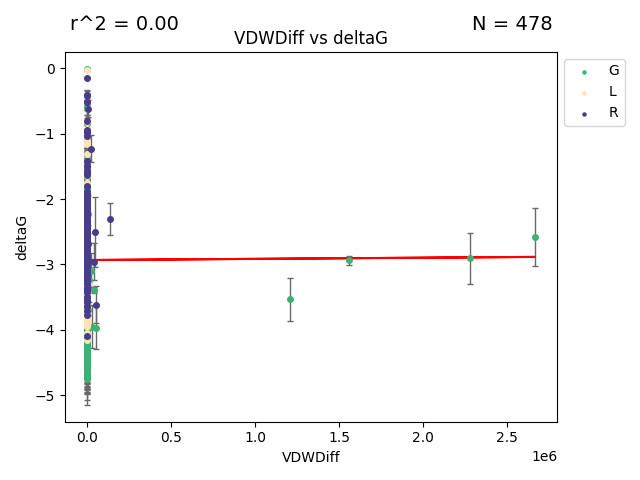 r^2 = 0.00 N = 478
VDWDiff vs deltaG
G
L
R
deltaG
0
−1
−2
−3
−4
−5
0.0 0.5 1.0 1.5 2.0 2.5
1e6
VDWDiff